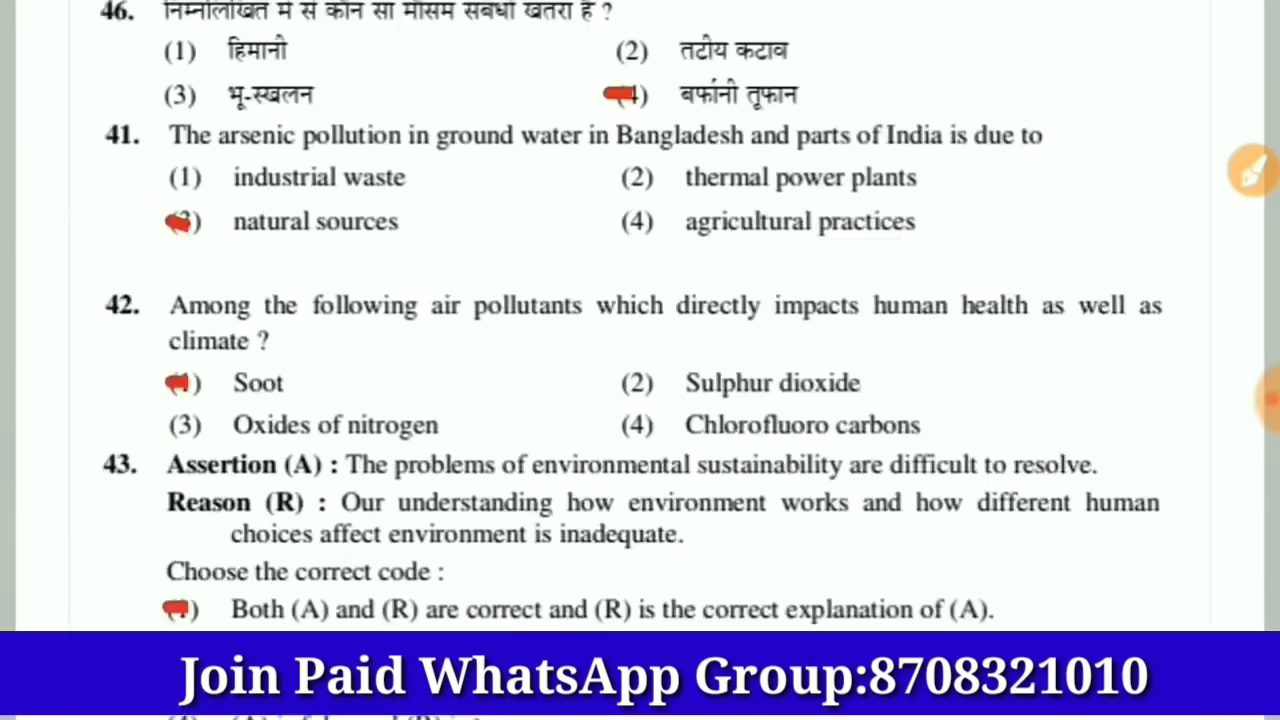 46. निम्नलिखित में से कौन सा मौसम संबंधी खतरा है ?
(1) हिमानी (2) तटीय कटाव
(3) भू-स्खलन बर्फानी तूफान
41. The arsenic pollution in ground water in Bangladesh and parts of India is due to
(1) industrial waste (2) thermal power plants
natural sources (4) agricultural practices
42. Among the following air pollutants which directly impacts human health as well as
climate ?
Soot (2) Sulphur dioxide
(3) Oxides of nitrogen (4) Chlorofluoro carbons
43. Assertion (A) : The problems of environmental sustainability are difficult to resolve.
Reason (R) : Our understanding how environment works and how different human
choices affect environment is inadequate.
Choose the correct code :
Both (A) and (R) are correct and (R) is the correct explanation of (A).
Join Paid WhatsApp Group:8708321010